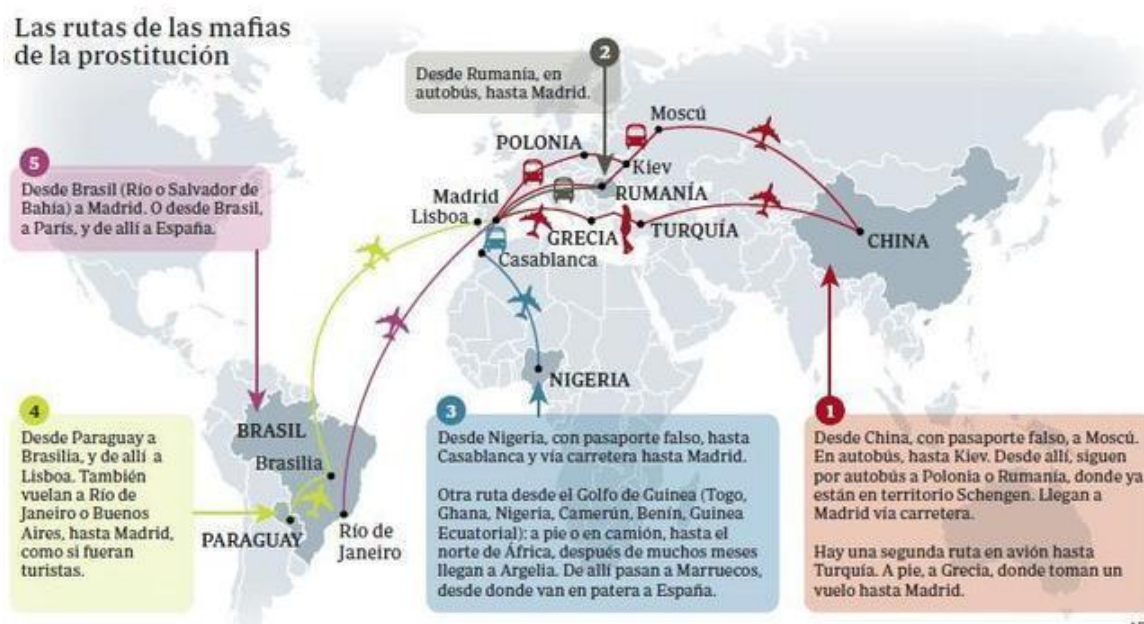 Las rutas de las mafias
de la prostitución
2
Desde Rumanía, en
autobús, hasta Madrid.
Moscú
POLONIA
Kiev
RUMANÍA
Madrid
Lisboa
GRECIA
TURQUÍA
CHINA
Casablanca
NIGERIA
5
Desde Brasil (Río o Salvador de
Bahía) a Madrid. O desde Brasil,
a París, y de allí a España.
BRASIL
Brasilia
PARAGUAY
Río de
Janeiro
4
Desde Paraguay a
Brasilia, y de allí a
Lisboa. También
vuelan a Río de
Janeiro o Buenos
Aires, hasta Madrid,
como si fueran
turistas.
3
Desde Nigeria, con pasaporte falso, hasta
Casablanca y vía carretera hasta Madrid.
Otra ruta desde el Golfo de Guinea (Togo,
Ghana, Nigeria, Camerún, Benín, Guinea
Ecuatorial): a pie o en camión, hasta el
norte de África, después de muchos meses
llegan a Argelia. De allí pasan a Marruecos,
desde donde van en patera a España.
1
Desde China, con pasaporte falso, a Moscú.
En autobús, hasta Kiev. Desde allí, siguen
por autobús a Polonia o Rumanía, donde ya
están en territorio Schengen. Llegan a
Madrid vía carretera.
Hay una segunda ruta en avión hasta
Turquía. A pie, a Grecia, donde toman un
vuelo hasta Madrid.